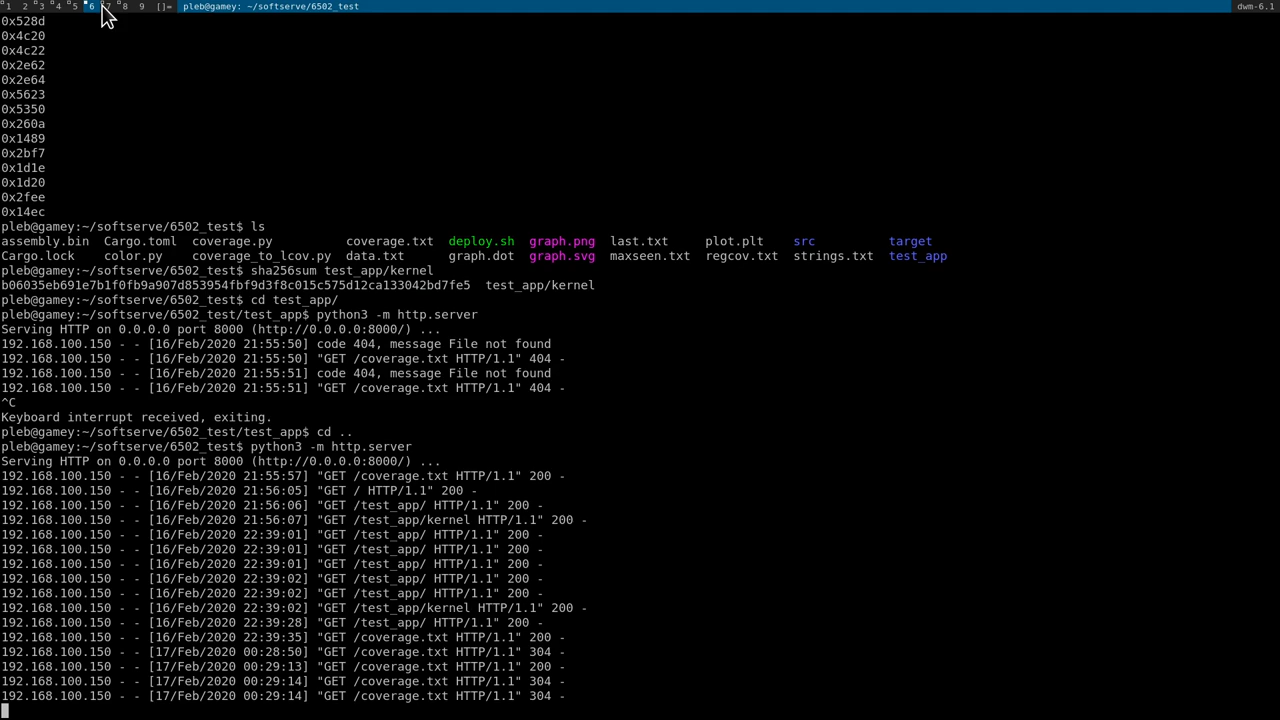 1 2 3 4 5 6 7 8 9 []= pleb@gamey: ~/softserve/6502_test dwm-6.1
0x528d
0x4c20
0x4c22
0x2e62
0x2e64
0x5623
0x5350
0x260a
0x1489
0x2bf7
0x1d1e
0x1d20
0x2fee
0x14ec
pleb@gamey:~/softserve/6502_test$ ls
assembly.bin Cargo.toml coverage.py coverage.txt deploy.sh graph.png last.txt plot.plt src target
Cargo.lock color.py coverage_to_lcov.py data.txt graph.dot graph.svg maxseen.txt regcov.txt strings.txt test_app
pleb@gamey:~/softserve/6502_test$ sha256sum test_app/kernel
b06035eb691e7b1f0fb9a907d853954fbf9d3f8c015c575d12ca133042bd7fe5 test_app/kernel
pleb@gamey:~/softserve/6502_test$ cd test_app/
pleb@gamey:~/softserve/6502_test/test_app$ python3 -m http.server
Serving HTTP on 0.0.0.0 port 8000 (http://0.0.0.0:8000/) ...
192.168.100.150 - - [16/Feb/2020 21:55:50] code 404, message File not found
192.168.100.150 - - [16/Feb/2020 21:55:50] "GET /coverage.txt HTTP/1.1" 404 -
192.168.100.150 - - [16/Feb/2020 21:55:51] code 404, message File not found
192.168.100.150 - - [16/Feb/2020 21:55:51] "GET /coverage.txt HTTP/1.1" 404 -
^C
Keyboard interrupt received, exiting.
pleb@gamey:~/softserve/6502_test/test_app$ cd ..
pleb@gamey:~/softserve/6502_test$ python3 -m http.server
Serving HTTP on 0.0.0.0 port 8000 (http://0.0.0.0:8000/) ...
192.168.100.150 - - [16/Feb/2020 21:55:57] "GET /coverage.txt HTTP/1.1" 200 -
192.168.100.150 - - [16/Feb/2020 21:56:05] "GET / HTTP/1.1" 200 -
192.168.100.150 - - [16/Feb/2020 21:56:06] "GET /test_app/ HTTP/1.1" 200 -
192.168.100.150 - - [16/Feb/2020 21:56:07] "GET /test_app/kernel HTTP/1.1" 200 -
192.168.100.150 - - [16/Feb/2020 22:39:01] "GET /test_app/ HTTP/1.1" 200 -
192.168.100.150 - - [16/Feb/2020 22:39:01] "GET /test_app/ HTTP/1.1" 200 -
192.168.100.150 - - [16/Feb/2020 22:39:01] "GET /test_app/ HTTP/1.1" 200 -
192.168.100.150 - - [16/Feb/2020 22:39:02] "GET /test_app/ HTTP/1.1" 200 -
192.168.100.150 - - [16/Feb/2020 22:39:02] "GET /test_app/ HTTP/1.1" 200 -
192.168.100.150 - - [16/Feb/2020 22:39:02] "GET /test_app/kernel HTTP/1.1" 200 -
192.168.100.150 - - [16/Feb/2020 22:39:28] "GET /test_app/ HTTP/1.1" 200 -
192.168.100.150 - - [16/Feb/2020 22:39:35] "GET /coverage.txt HTTP/1.1" 200 -
192.168.100.150 - - [17/Feb/2020 00:28:50] "GET /coverage.txt HTTP/1.1" 304 -
192.168.100.150 - - [17/Feb/2020 00:29:13] "GET /coverage.txt HTTP/1.1" 200 -
192.168.100.150 - - [17/Feb/2020 00:29:14] "GET /coverage.txt HTTP/1.1" 304 -
192.168.100.150 - - [17/Feb/2020 00:29:14] "GET /coverage.txt HTTP/1.1" 304 -